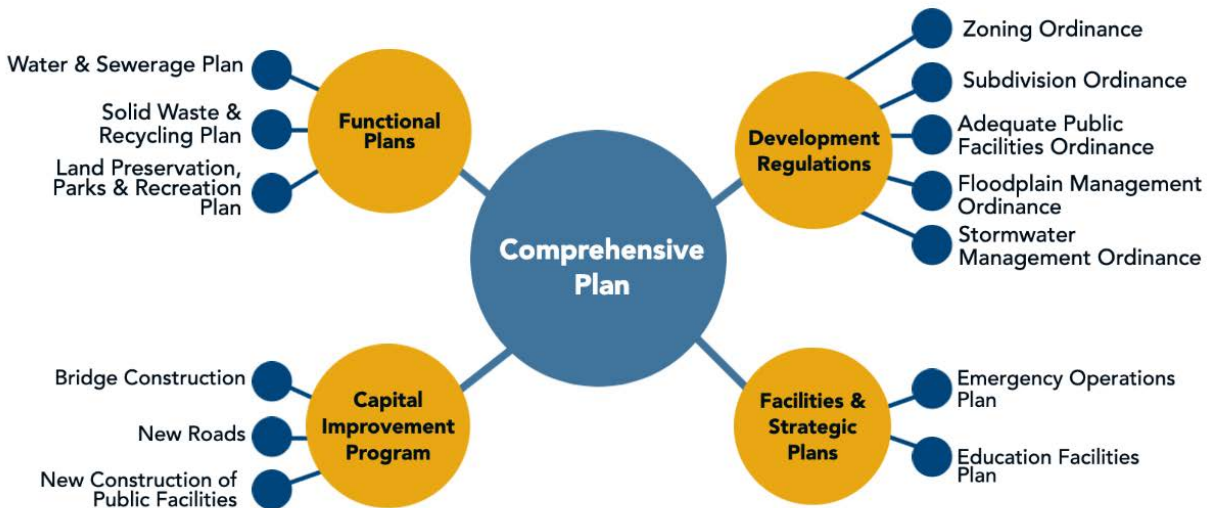 Water & Sewerage Plan
Solid Waste &
Recycling Plan
Land Preservation,
Parks & Recreation
Plan
Functional
Plans
Zoning Ordinance
Subdivision Ordinance
Adequate Public
Facilities Ordinance
Floodplain Management
Ordinance
Stormwater
Management Ordinance
Development
Regulations
Comprehensive
Plan
Bridge Construction
New Roads
New Construction of
Public Facilities
Capital
Improvement
Program
Facilities &
Strategic
Plans
Emergency Operations
Plan
Education Facilities
Plan